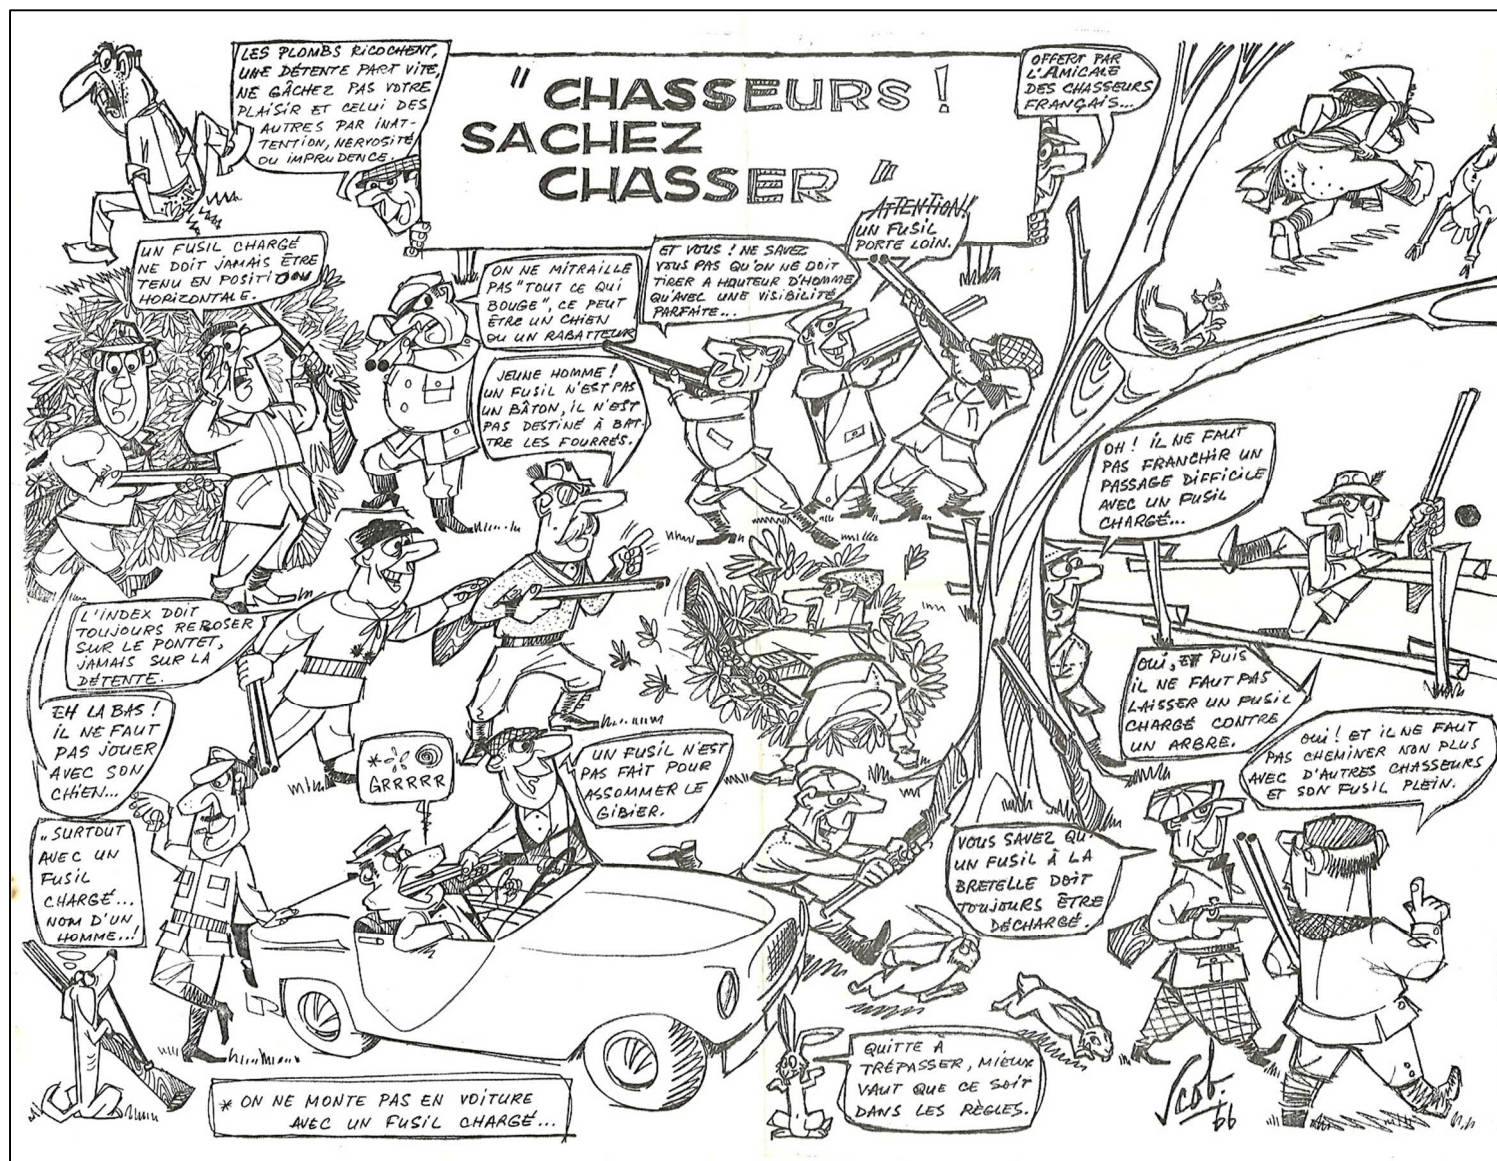 LES PLOMBS RICOCHENT,
UNE DÉTENTE PART VITE,
NE GÂCHEZ PAS VOTRE
PLAISIR ET CELUI DES
AUTRES PAR INAT-
TENTION, NERVOSITÉ
OU IMPRUDENCE.
" CHASSEURS !
SACHEZ
CHASSER "
OFFERT PAR
L'AMICALE
DES CHASSEURS
FRANÇAIS...
UN FUSIL CHARGÉ
NE DOIT JAMAIS ÊTRE
TENU EN POSITION
HORIZONTALE.
ON NE MITRAILLE
PAS "TOUT CE QUI
BOUGE", CE PEUT
ÊTRE UN CHIEN
OU UN RABATTEUR
ET VOUS ! NE SAVEZ
VOUS PAS QU'ON NE DOIT
TIRER A HAUTEUR D'HOMME
QU'AVEC UNE VISIBILITÉ
PARFAITE...
ATTENTION!!
UN FUSIL
PORTE LOIN.
JEUNE HOMME !
UN FUSIL N'EST PAS
UN BÂTON, IL N'EST
PAS DESTINÉ À BAT-
TRE LES FOURRÉS.
OH ! IL NE FAUT
PAS FRANCHIR UN
PASSAGE DIFFICILE
AVEC UN FUSIL
CHARGÉ...
L'INDEX DOIT
TOUJOURS REPOSER
SUR LE PONTET,
JAMAIS SUR LA
DÉTENTE.
OUI, ET PUIS
IL NE FAUT PAS
LAISSER UN FUSIL
CHARGÉ CONTRE
UN ARBRE.
EH LA BAS !
IL NE FAUT
PAS JOUER
AVEC SON
CHIEN...
GRRRRR
UN FUSIL N'EST
PAS FAIT POUR
ASSOMMER LE
GIBIER.
OUI ! ET IL NE FAUT
PAS CHEMINER NON PLUS
AVEC D'AUTRES CHASSEURS
ET SON FUSIL PLEIN.
..SURTOUT
AVEC UN
FUSIL
CHARGÉ...
NOM D'UN
HOMME...!
VOUS SAVEZ QU'
UN FUSIL À LA
BRETELLE DOIT
TOUJOURS ÊTRE
DÉCHARGÉ.
QUITTE À
TRÉPASSER, MIEUX
VAUT QUE CE SOIT
DANS LES RÈGLES.
* ON NE MONTE PAS EN VOITURE
AVEC UN FUSIL CHARGÉ...
Scob.
66